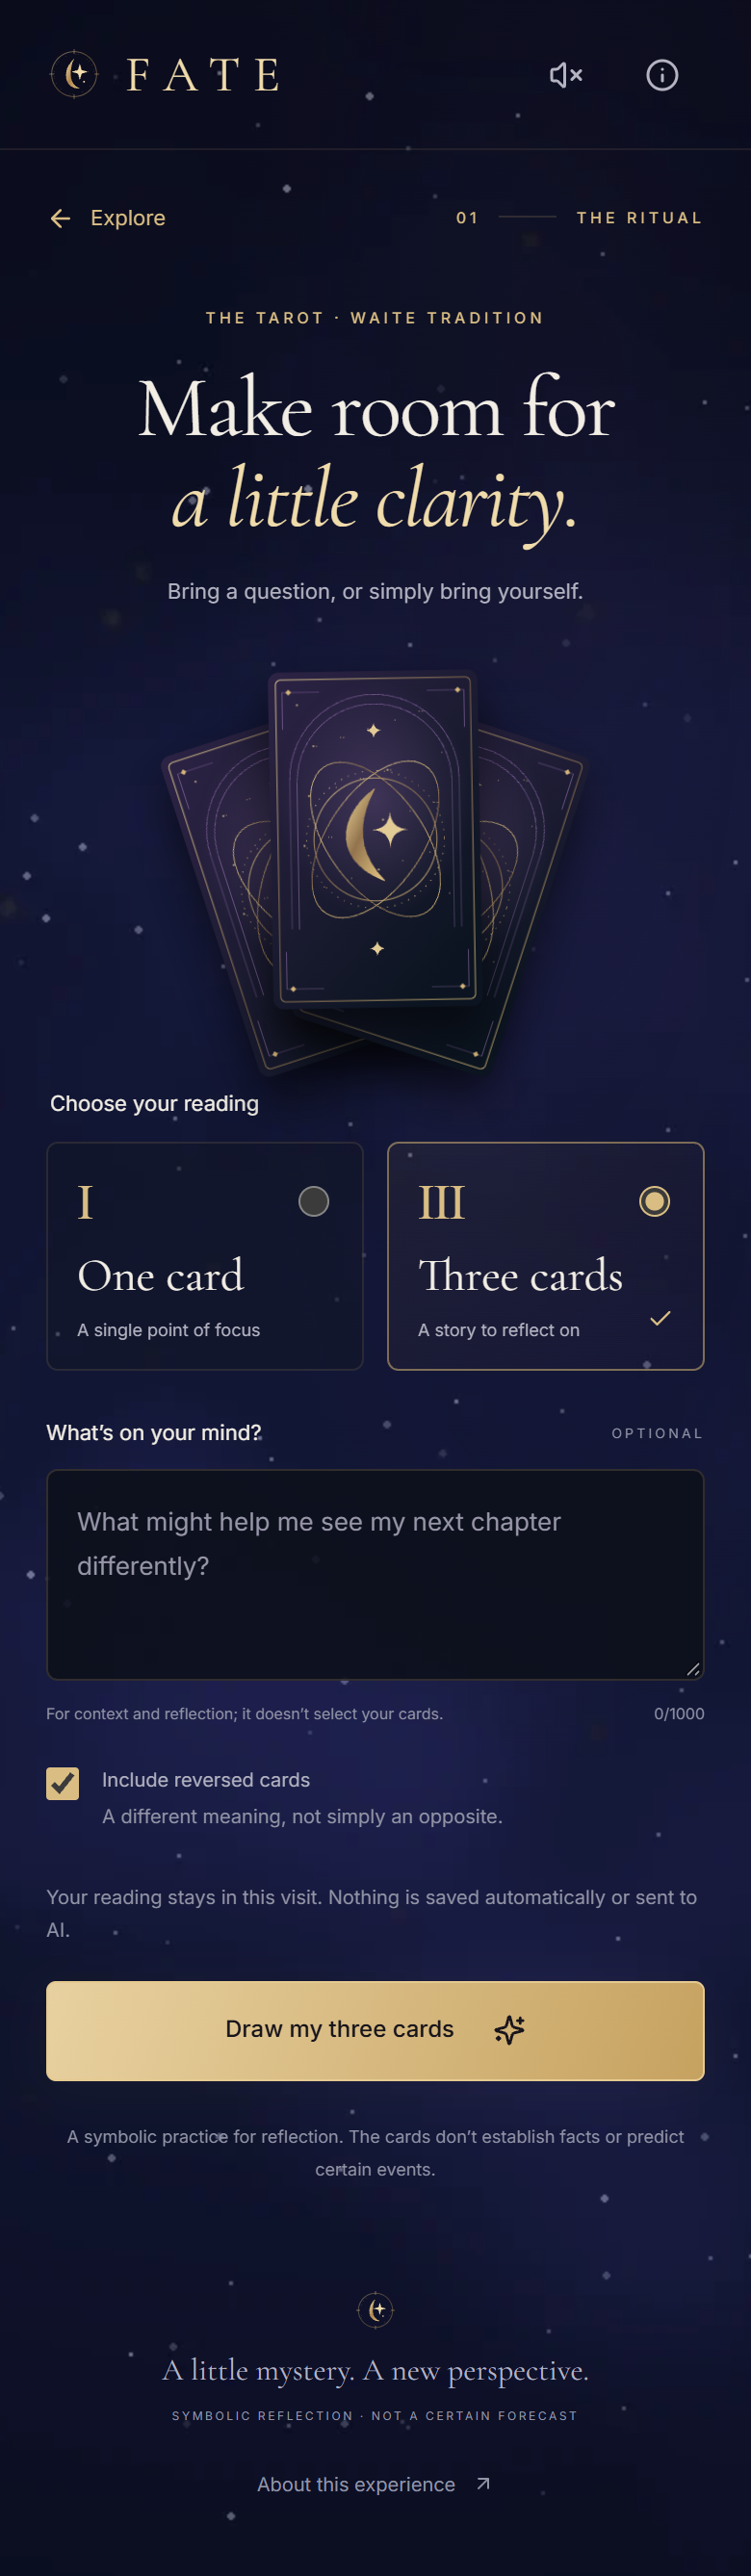 FATE
Explore
01 THE RITUAL
THE TAROT · WAITE TRADITION
Make room for
a little clarity.
Bring a question, or simply bring yourself.
Choose your reading
I
One card
A single point of focus
III
Three cards
A story to reflect on
What’s on your mind?
OPTIONAL
What might help me see my next chapter
differently?
For context and reflection; it doesn’t select your cards.
0/1000
Include reversed cards
A different meaning, not simply an opposite.
Your reading stays in this visit. Nothing is saved automatically or sent to
AI.
Draw my three cards
A symbolic practice for reflection. The cards don’t establish facts or predict
certain events.
A little mystery. A new perspective.
SYMBOLIC REFLECTION · NOT A CERTAIN FORECAST
About this experience